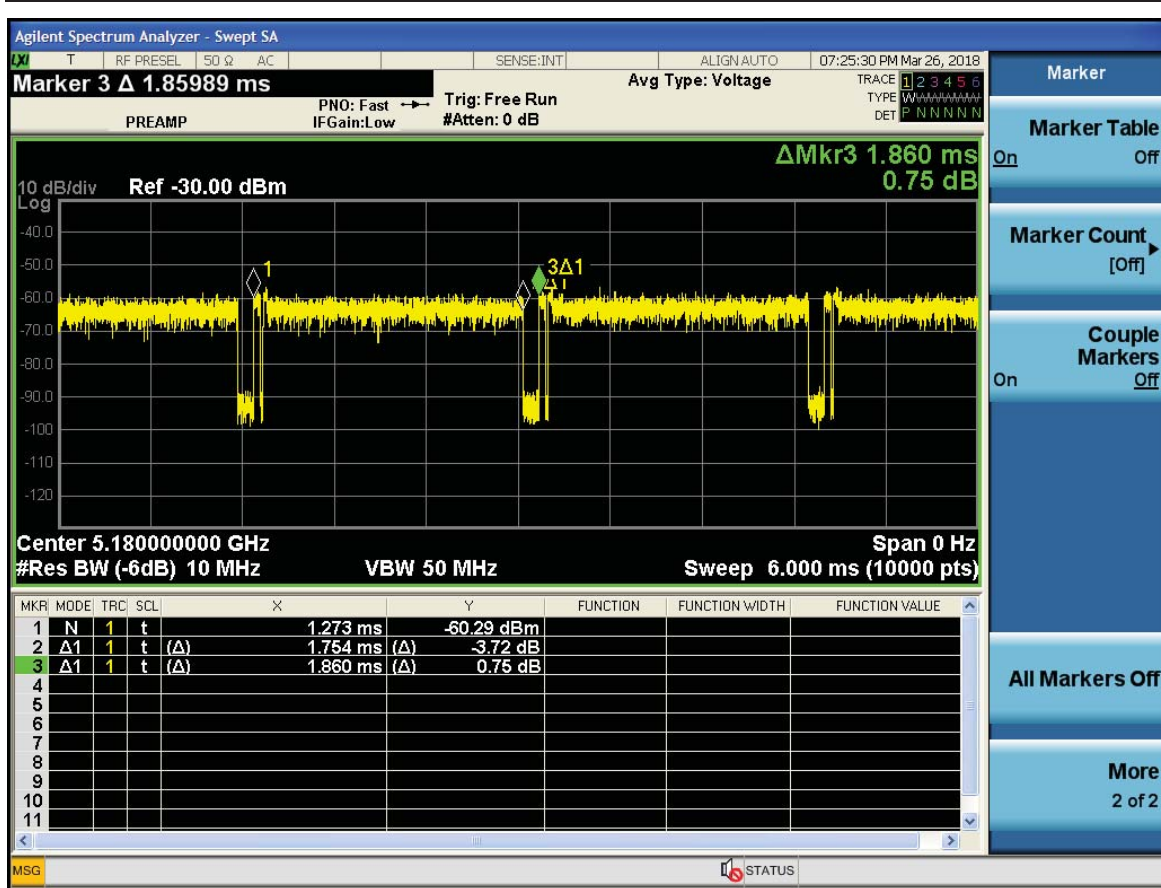 Agilent Spectrum Analyzer - Swept SA
LXI T RF PRESEL 50 Ω AC SENSE:INT ALIGN AUTO 07:25:30 PM Mar 26, 2018
Marker 3 Δ 1.85989 ms
PREAMP
PNO: Fast
IFGain:Low
Trig: Free Run
#Atten: 0 dB
Avg Type: Voltage
TRACE 1 2 3 4 5 6
TYPE W
DET P N N N N N
ΔMkr3 1.860 ms
0.75 dB
10 dB/div Ref -30.00 dBm
Log
-40.0
-50.0
-60.0
-70.0
-80.0
-90.0
-100
-110
-120
1
3Δ1
Center 5.180000000 GHz Span 0 Hz
#Res BW (-6dB) 10 MHz VBW 50 MHz Sweep 6.000 ms (10000 pts)
MKR MODE TRC SCL X Y FUNCTION FUNCTION WIDTH FUNCTION VALUE
1 N 1 t 1.273 ms -60.29 dBm
2 Δ1 1 t (Δ) 1.754 ms (Δ) -3.72 dB
3 Δ1 1 t (Δ) 1.860 ms (Δ) 0.75 dB
4
5
6
7
8
9
10
11
MSG STATUS
Marker
Marker Table
On Off
Marker Count
[Off]
Couple
Markers
On Off
All Markers Off
More
2 of 2